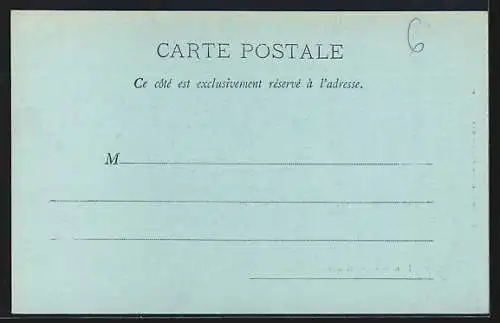 6
CARTE POSTALE
Ce côté est exclusivement réservé à l'adresse.
M